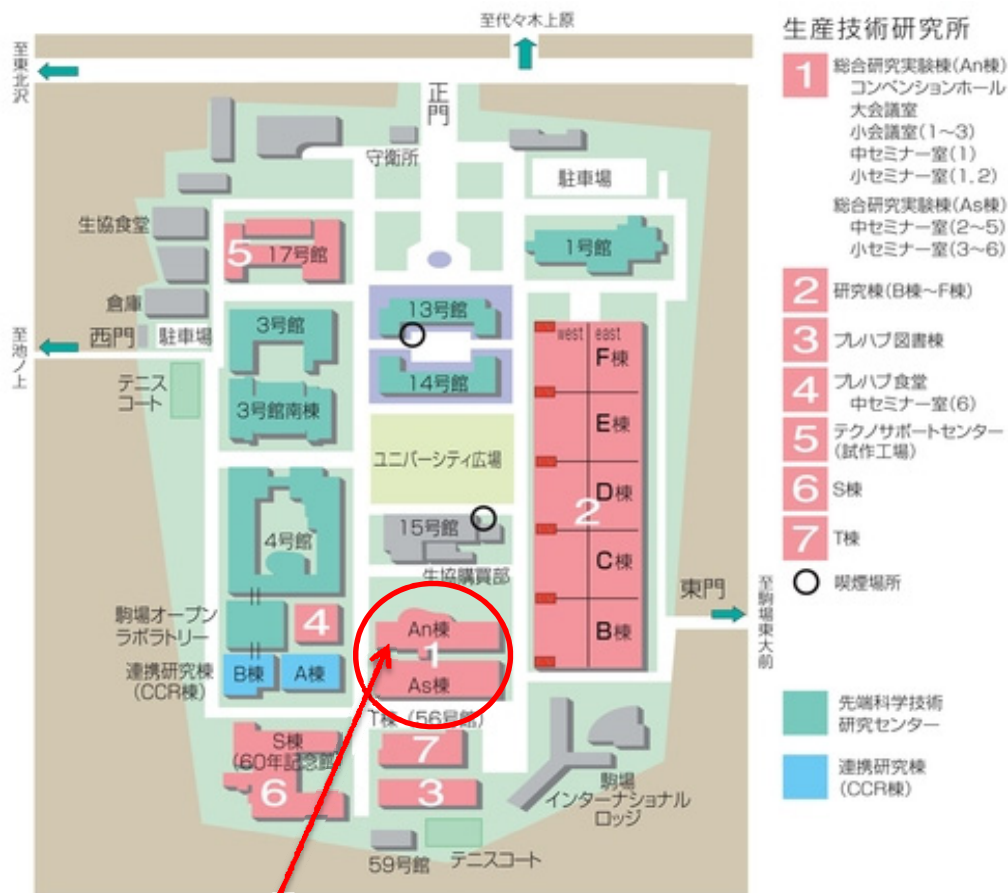 至代々木上原
至東北沢
正門
守衛所
駐車場
生協食堂
5
17号館
1号館
倉庫
西門
駐車場
至池ノ上
テニス
コート
3号館
3号館南棟
13号館
14号館
west
east
F棟
E棟
D棟
2
C棟
B棟
ユニバーシティ広場
4号館
15号館
生協購買部
東門
至駒場東大前
駒場オープン
ラボラトリー
4
連携研究棟
(CCR棟)
B棟
A棟
An棟
1
As棟
T棟(56号館)
7
3
S棟
(60年記念館)
6
59号館
テニスコート
駒場
インターナショナル
ロッジ
生産技術研究所
1
総合研究実験棟(An棟)
コンベンションホール
大会議室
小会議室(1〜3)
中セミナー室(1)
小セミナー室(1,2)
総合研究実験棟(As棟)
中セミナー室(2〜5)
小セミナー室(3〜6)
2
研究棟(B棟〜F棟)
3
プレハブ図書棟
4
プレハブ食堂
中セミナー室(6)
5
テクノサポートセンター
(試作工場)
6
S棟
7
T棟
喫煙場所
先端科学技術
研究センター
連携研究棟
(CCR棟)